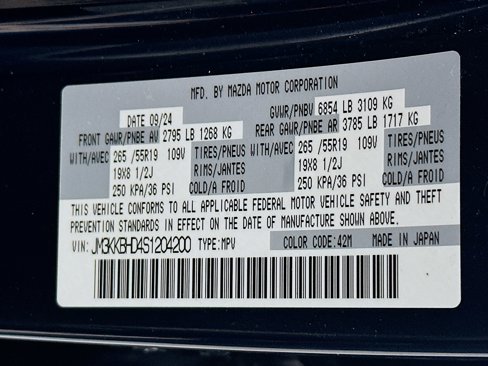 MFD. BY MAZDA MOTOR CORPORATION
DATE 09/24 GVWR/PNBV 6854 LB 3109 KG
FRONT GAWR/PNBE AV 2795 LB 1268 KG REAR GAWR/PNBE AR 3785 LB 1717 KG
WITH/AVEC 265 /55R19 109V TIRES/PNEUS WITH/AVEC 265 /55R19 109V TIRES/PNEUS
19X8 1/2J RIMS/JANTES 19X8 1/2J RIMS/JANTES
250 KPA/36 PSI COLD/A FROID 250 KPA/36 PSI COLD/A FROID
THIS VEHICLE CONFORMS TO ALL APPLICABLE FEDERAL MOTOR VEHICLE SAFETY AND THEFT
PREVENTION STANDARDS IN EFFECT ON THE DATE OF MANUFACTURE SHOWN ABOVE.
VIN: JM3KKBHD4S1204200 TYPE:MPV COLOR CODE:42M MADE IN JAPAN